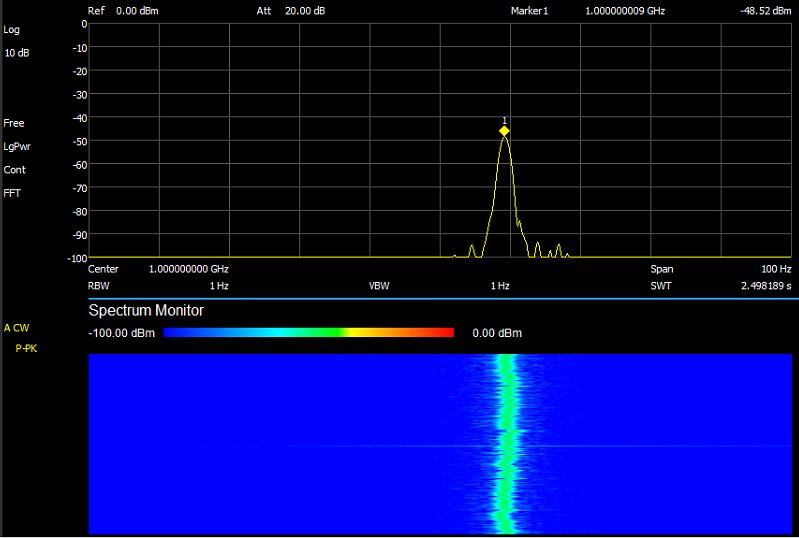 Ref 0.00 dBm Att 20.00 dB Marker1 1.000000009 GHz -48.52 dBm
Log
10 dB
Free
LgPwr
Cont
FFT
0
-10
-20
-30
-40
-50
-60
-70
-80
-90
-100
1
Center 1.000000000 GHz Span 100 Hz
RBW 1 Hz VBW 1 Hz SWT 2.498189 s
Spectrum Monitor
A CW
P-PK
-100.00 dBm 0.00 dBm